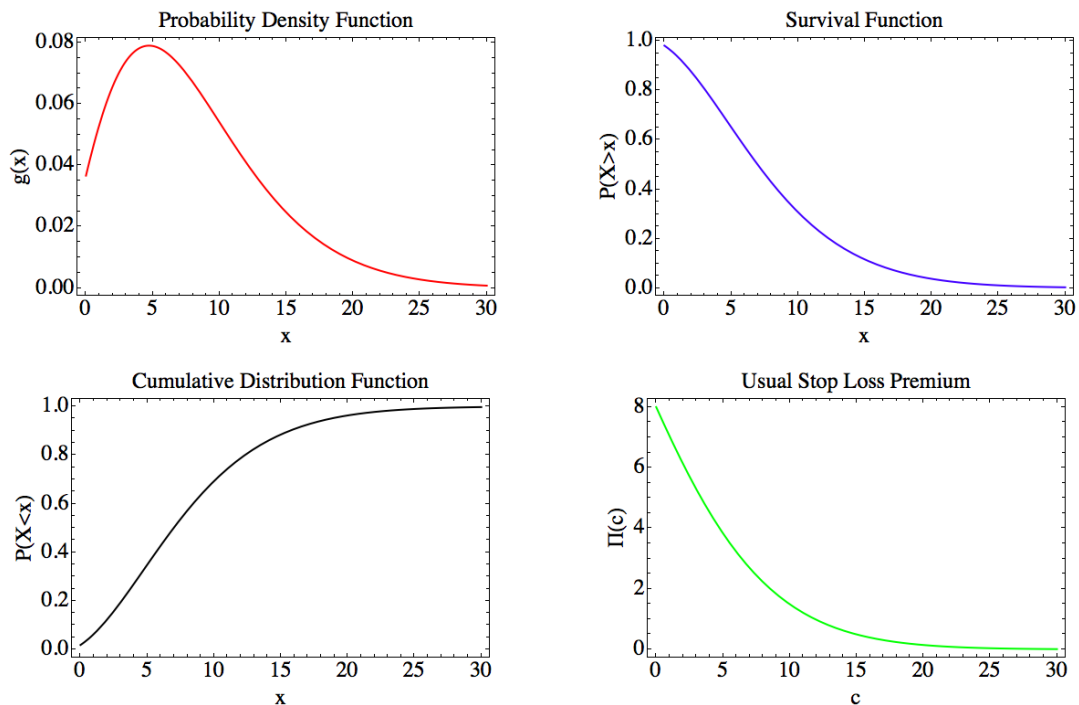 Probability Density Function
g(x)
0.08
0.06
0.04
0.02
0.00
0 5 10 15 20 25 30
x
Survival Function
P(X>x)
1.0
0.8
0.6
0.4
0.2
0.0
0 5 10 15 20 25 30
x
Cumulative Distribution Function
P(X<x)
1.0
0.8
0.6
0.4
0.2
0.0
0 5 10 15 20 25 30
x
Usual Stop Loss Premium
Π(c)
8
6
4
2
0
0 5 10 15 20 25 30
c